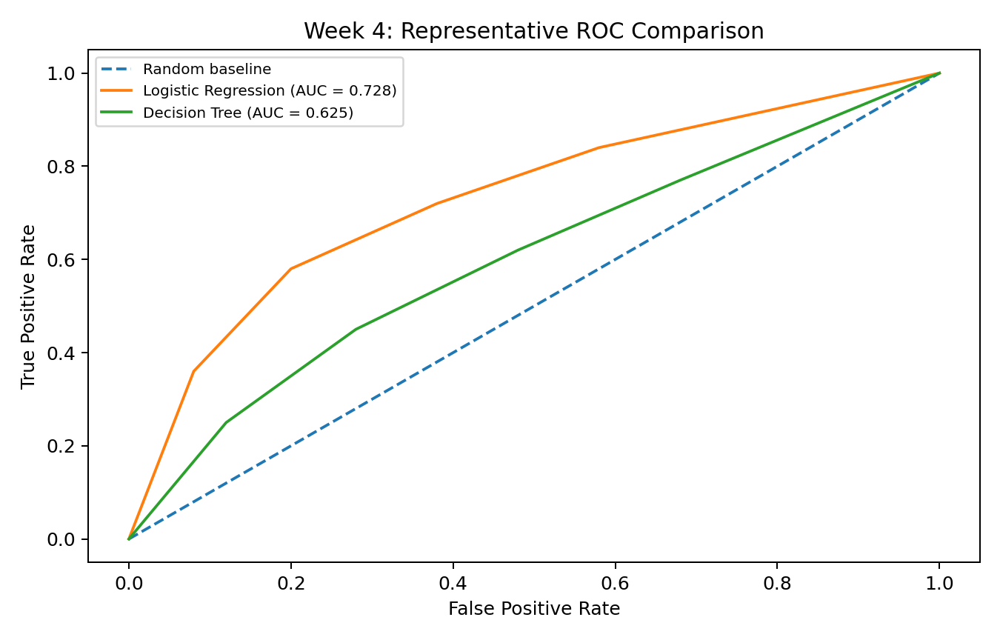 Week 4: Representative ROC Comparison
Random baseline
Logistic Regression (AUC = 0.728)
Decision Tree (AUC = 0.625)
True Positive Rate
1.0
0.8
0.6
0.4
0.2
0.0
0.0 0.2 0.4 0.6 0.8 1.0
False Positive Rate